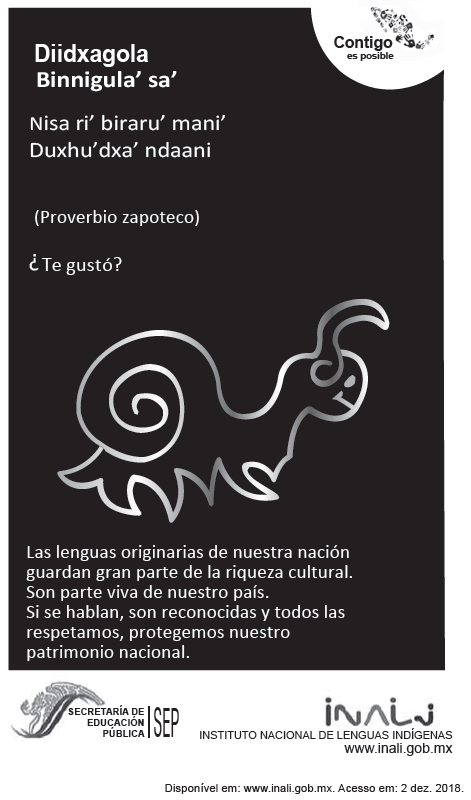 Contigo
es posible
Diidxagola
Binnigula’ sa’
Nisa ri’ biraru’ mani’
Duxhu’dxa’ ndaani
(Proverbio zapoteco)
¿Te gustó?
Las lenguas originarias de nuestra nación
guardan gran parte de la riqueza cultural.
Son parte viva de nuestro país.
Si se hablan, son reconocidas y todos las
respetamos, protegemos nuestro
patrimonio nacional.
SECRETARÍA DE
EDUCACIÓN
PÚBLICA
SEP
iNALi
INSTITUTO NACIONAL DE LENGUAS INDÍGENAS
www.inali.gob.mx
Disponível em: www.inali.gob.mx. Acesso em: 2 dez. 2018.